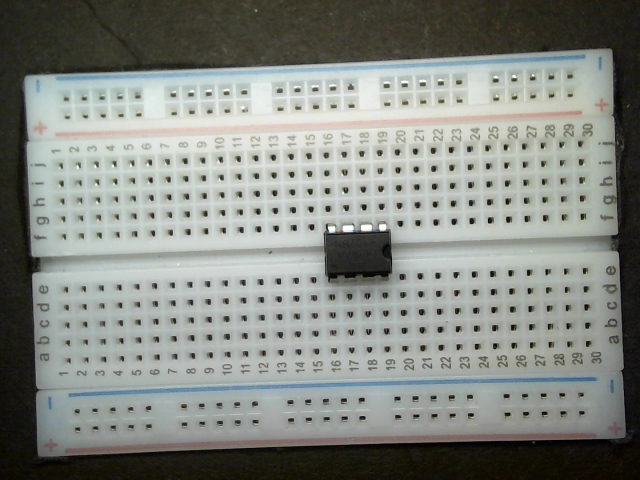 − −
+ +
1 2 3 4 5 6 7 8 9 10 11 12 13 14 15 16 17 18 19 20 21 22 23 24 25 26 27 28 29 30
j j
i i
h h
g g
f f
e e
d d
c c
b b
a a
1 2 3 4 5 6 7 8 9 10 11 12 13 14 15 16 17 18 19 20 21 22 23 24 25 26 27 28 29 30
− −
+ +